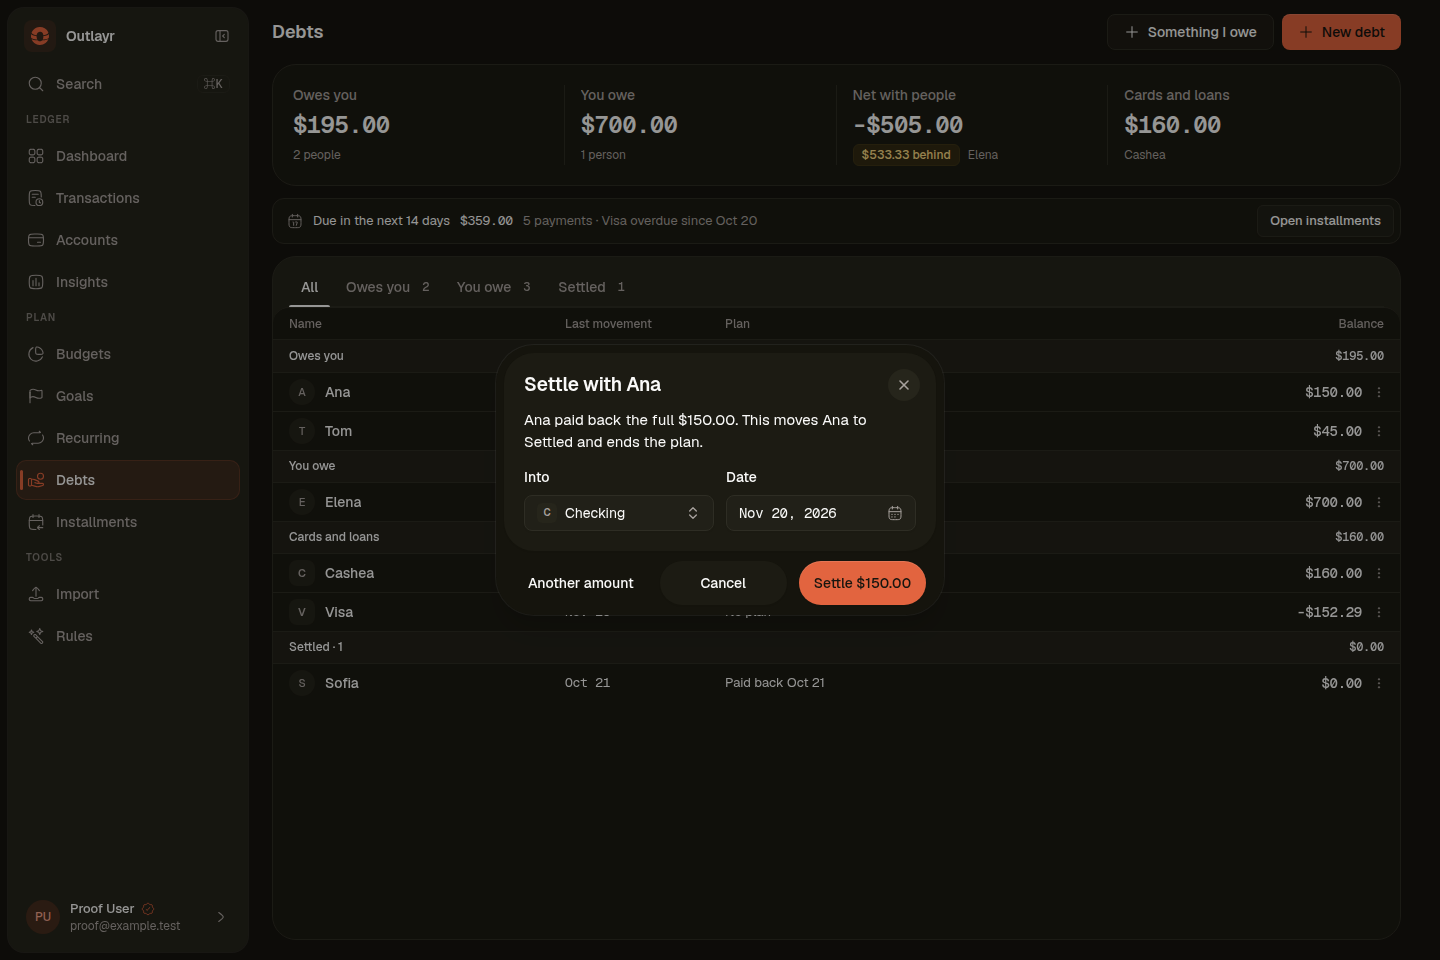 Outlayr
Search ⌘K
LEDGER
Dashboard
Transactions
Accounts
Insights
PLAN
Budgets
Goals
Recurring
Debts
Installments
TOOLS
Import
Rules
PU
Proof User
proof@example.test
Debts
Something I owe
New debt
Owes you
$195.00
2 people
You owe
$700.00
1 person
Net with people
-$505.00
$533.33 behind Elena
Cards and loans
$160.00
Cashea
Due in the next 14 days $359.00 5 payments · Visa overdue since Oct 20
Open installments
All Owes you 2 You owe 3 Settled 1
Name Last movement Plan Balance
Owes you $195.00
A Ana $150.00
T Tom $45.00
You owe $700.00
E Elena $700.00
Cards and loans $160.00
C Cashea $160.00
V Visa -$152.29
Settled · 1 $0.00
S Sofia Oct 21 Paid back Oct 21 $0.00
Settle with Ana
Ana paid back the full $150.00. This moves Ana to
Settled and ends the plan.
Into Date
C Checking Nov 20, 2026
Another amount Cancel Settle $150.00